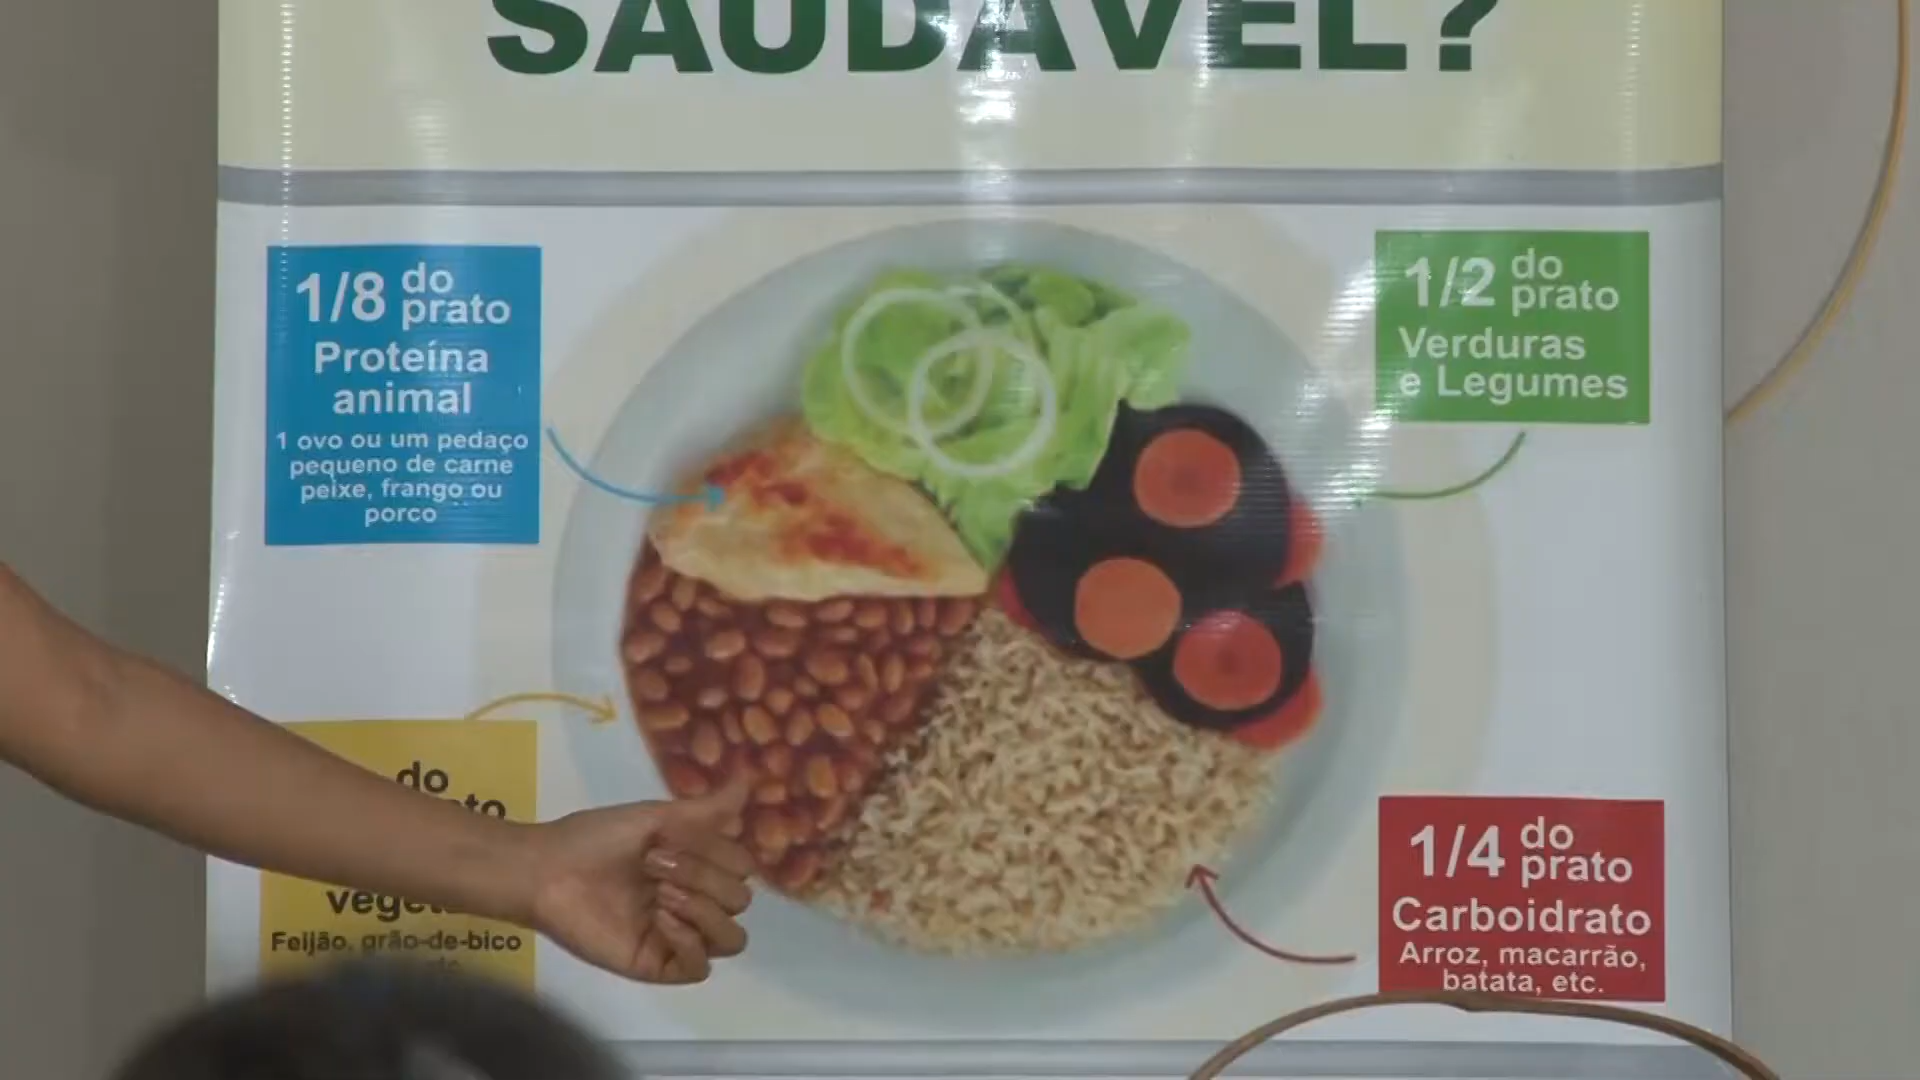 SAUDÁVEL?
1/8 do
prato
Proteína
animal
1 ovo ou um pedaço
pequeno de carne
peixe, frango ou
porco
1/2 do
prato
Verduras
e Legumes
do
Feijão, grão-de-bico
etc.
1/4 do
prato
Carboidrato
Arroz, macarrão,
batata, etc.